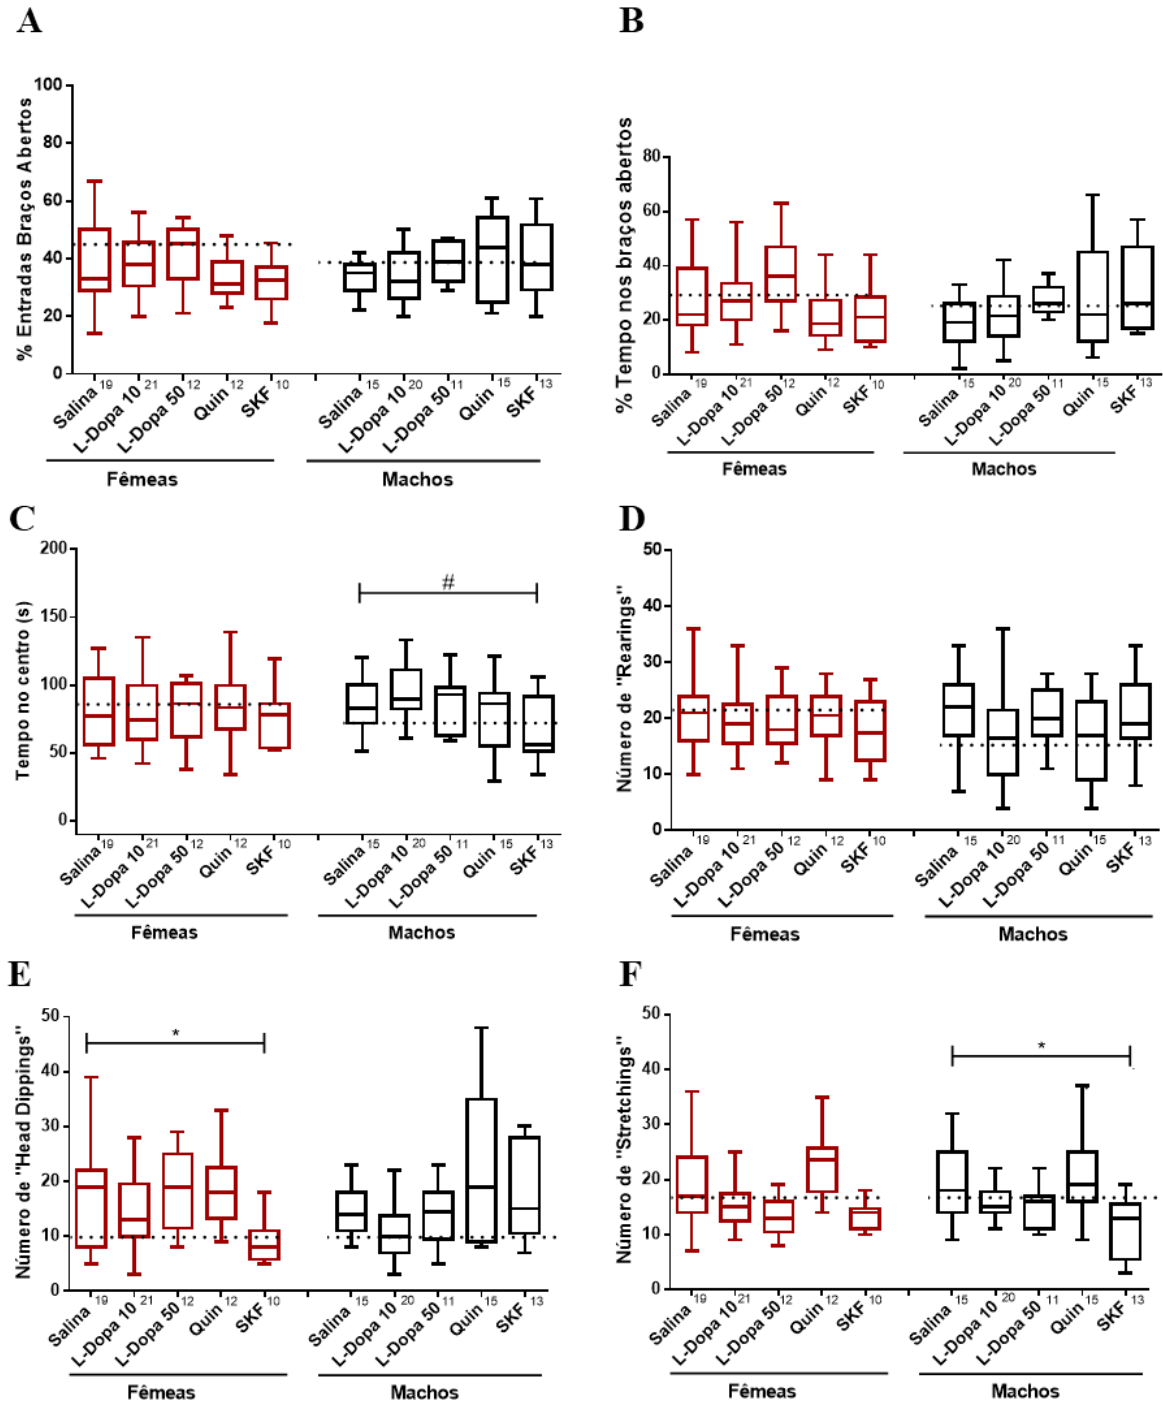 A
% Entradas Braços Abertos
100
80
60
40
20
0
Salina 19
L-Dopa 10 21
L-Dopa 50 12
Quin 12
SKF 10
Salina 15
L-Dopa 10 20
L-Dopa 50 11
Quin 15
SKF 13
Fêmeas
Machos
B
% Tempo nos braços abertos
80
60
40
20
0
Salina 19
L-Dopa 10 21
L-Dopa 50 12
Quin 12
SKF 10
Salina 15
L-Dopa 10 20
L-Dopa 50 11
Quin 15
SKF 13
Fêmeas
Machos
C
Tempo no centro (s)
200
150
100
50
0
#
Salina 19
L-Dopa 10 21
L-Dopa 50 12
Quin 12
SKF 10
Salina 15
L-Dopa 10 20
L-Dopa 50 11
Quin 15
SKF 13
Fêmeas
Machos
D
Número de "Rearings"
50
40
30
20
10
0
Salina 19
L-Dopa 10 21
L-Dopa 50 12
Quin 12
SKF 10
Salina 15
L-Dopa 10 20
L-Dopa 50 11
Quin 15
SKF 13
Fêmeas
Machos
E
Número de "Head Dippings"
50
40
30
20
10
0
*
Salina 19
L-Dopa 10 21
L-Dopa 50 12
Quin 12
SKF 10
Salina 15
L-Dopa 10 20
L-Dopa 50 11
Quin 15
SKF 13
Fêmeas
Machos
F
Número de "Stretchings"
50
40
30
20
10
0
*
Salina 19
L-Dopa 10 21
L-Dopa 50 12
Quin 12
SKF 10
Salina 15
L-Dopa 10 20
L-Dopa 50 11
Quin 15
SKF 13
Fêmeas
Machos